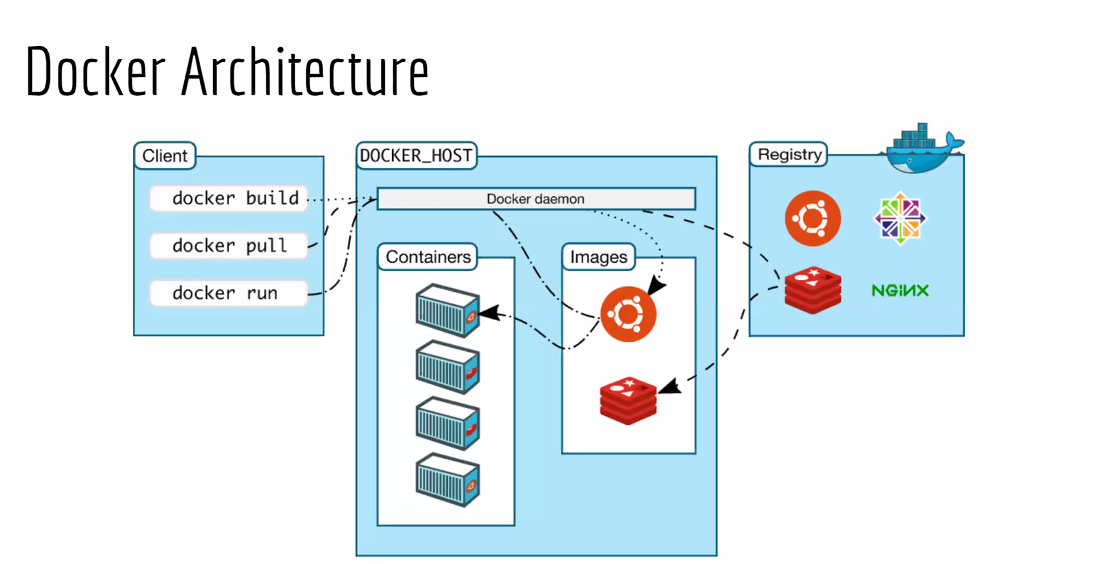 Docker Architecture
Client
docker build
docker pull
docker run
DOCKER_HOST
Docker daemon
Containers
Images
Registry
NGINX